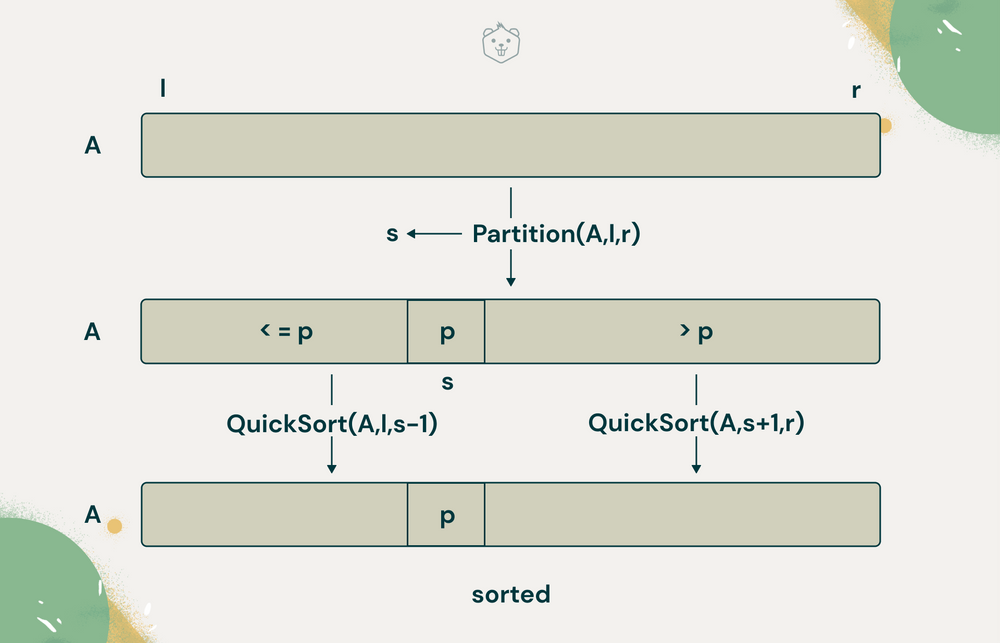 l r
A
s Partition(A,l,r)
A < = p p > p
s
QuickSort(A,l,s-1) QuickSort(A,s+1,r)
A p
sorted